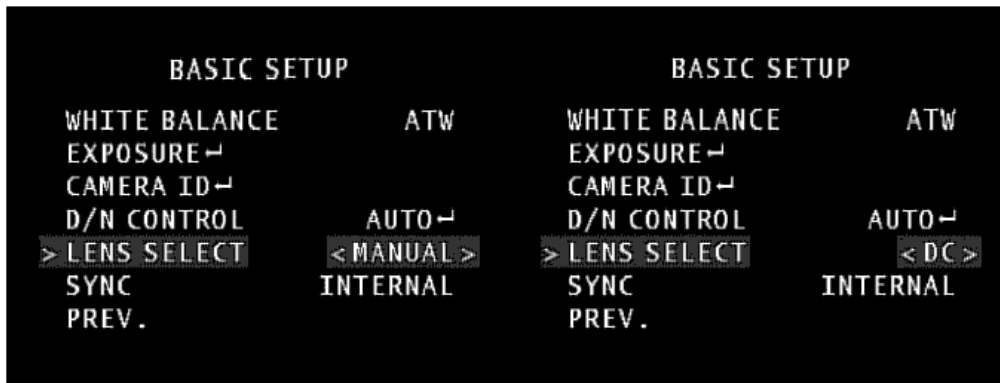 BASIC SETUP
WHITE BALANCE ATW
EXPOSURE↵
CAMERA ID↵
D/N CONTROL AUTO↵
> LENS SELECT <MANUAL>
SYNC INTERNAL
PREV.
BASIC SETUP
WHITE BALANCE ATW
EXPOSURE↵
CAMERA ID↵
D/N CONTROL AUTO↵
> LENS SELECT <DC>
SYNC INTERNAL
PREV.